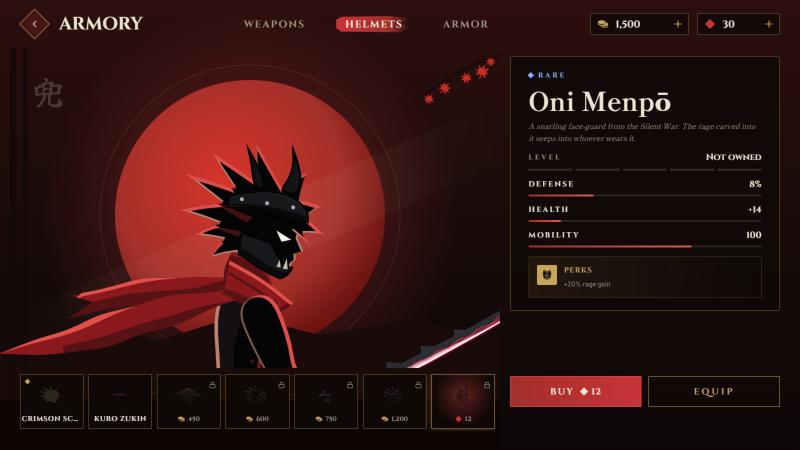 ARMORY
WEAPONS
HELMETS
ARMOR
1,500 +
30 +
兜
RARE
Oni Menpō
A snarling face-guard from the Silent War. The rage carved into
it seeps into whoever wears it.
LEVEL NOT OWNED
DEFENSE 8%
HEALTH +14
MOBILITY 100
PERKS
+20% rage gain
CRIMSON SC...
KURO ZUKIN
450
600
750
1,200
12
BUY 12
EQUIP